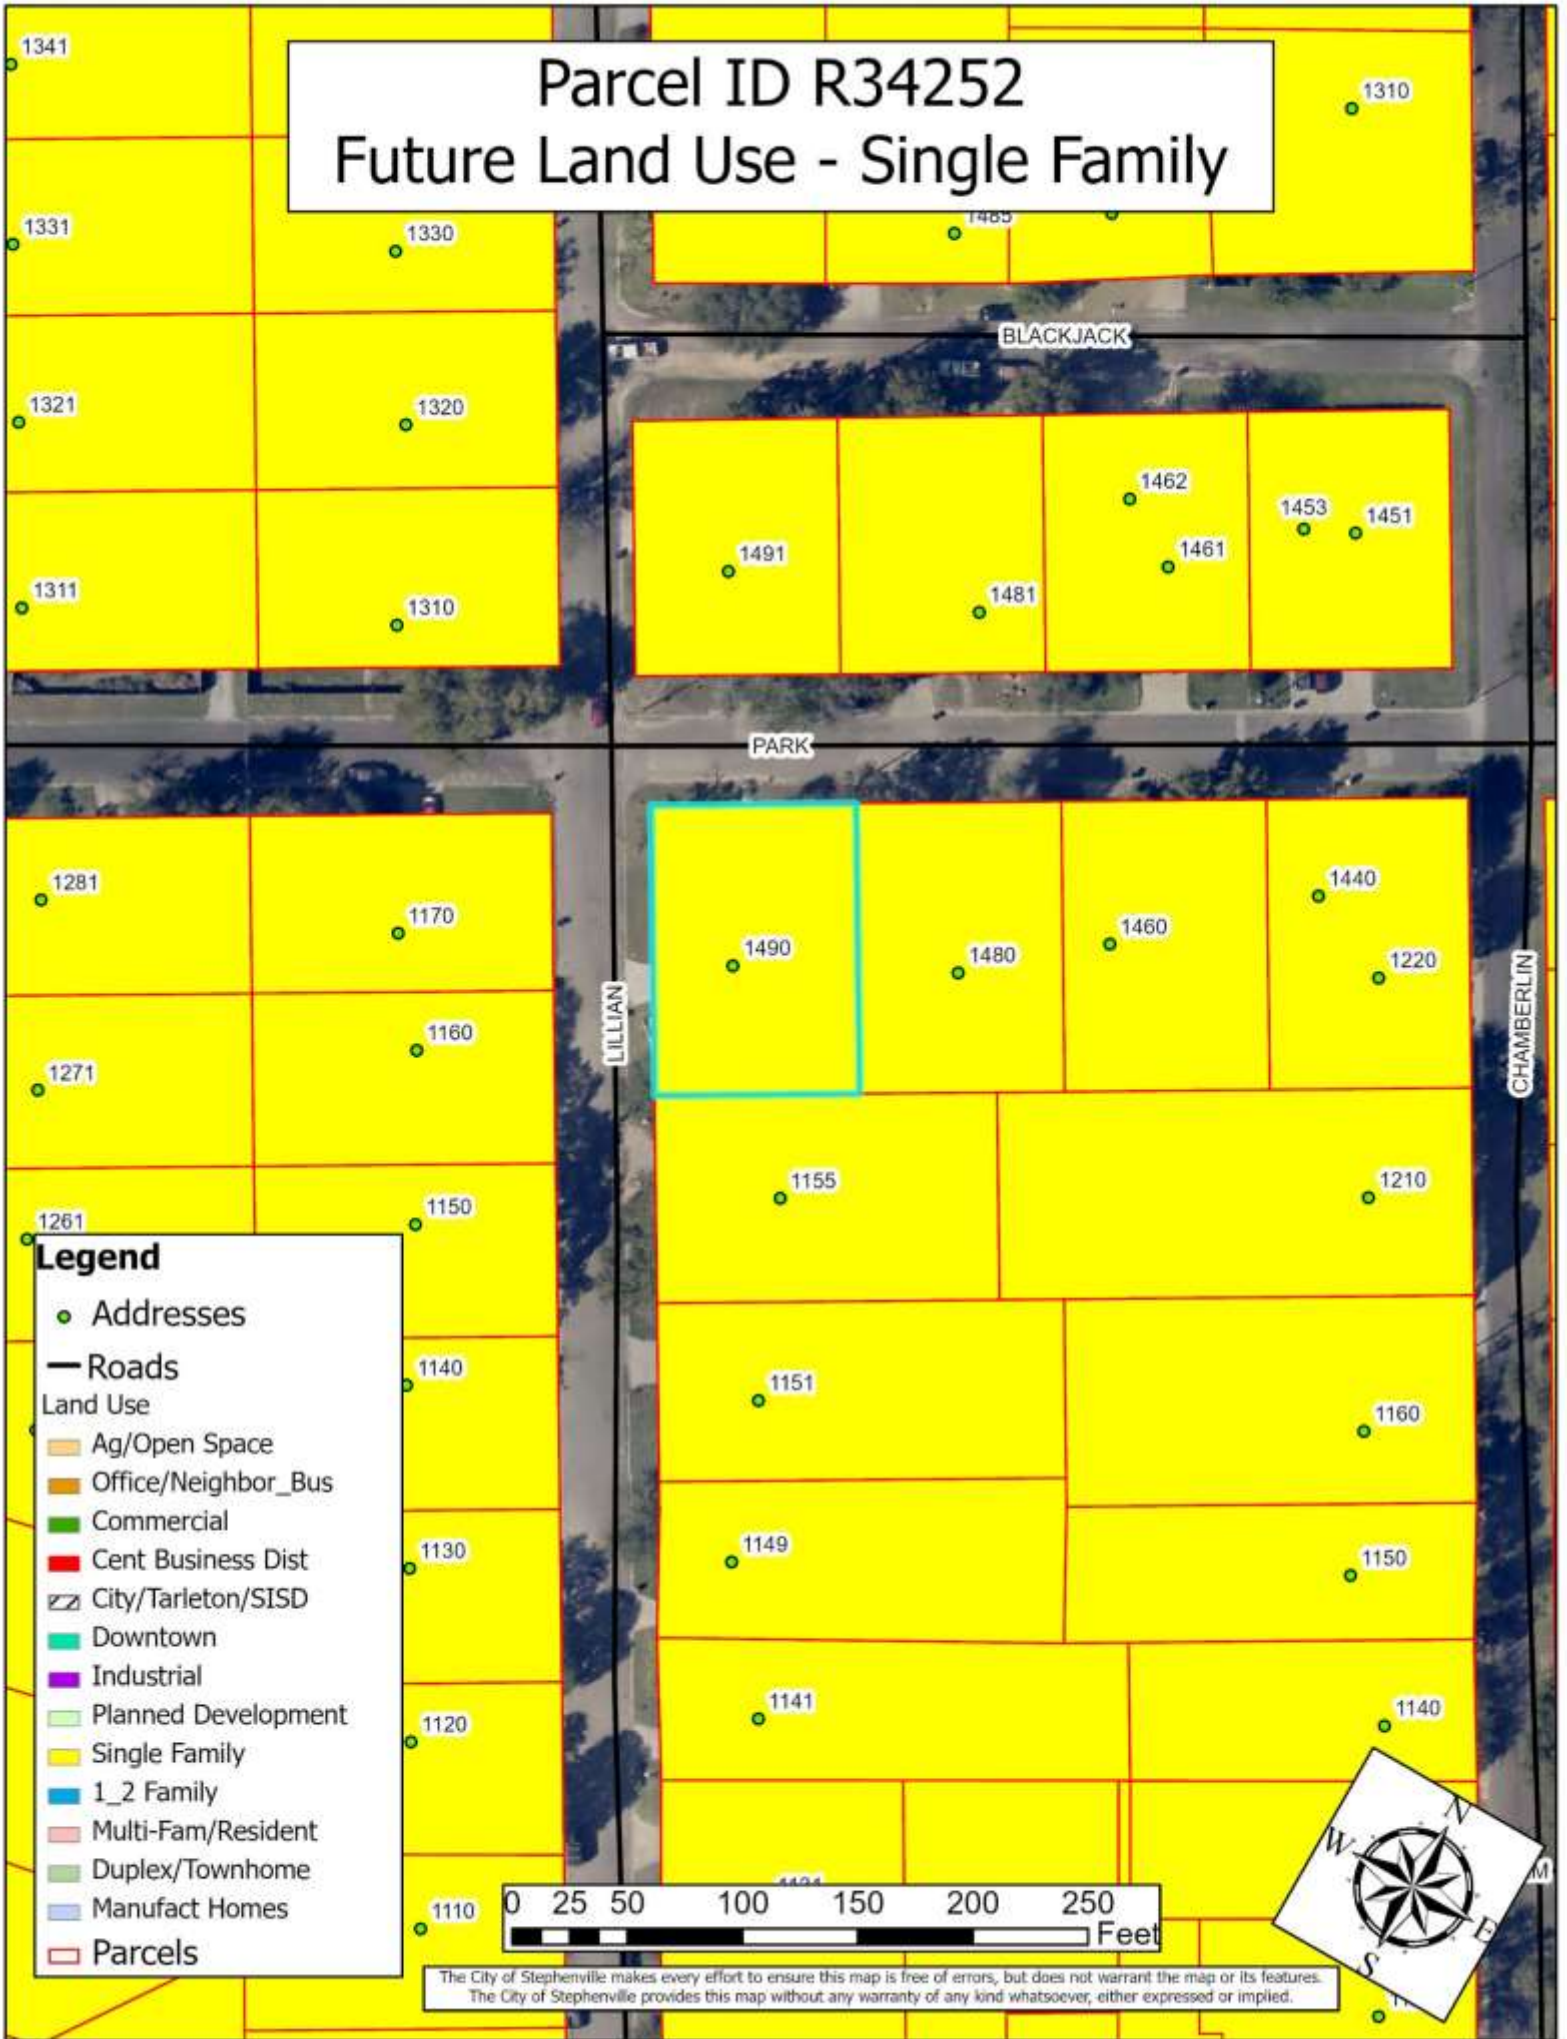 Parcel ID R34252
Future Land Use - Single Family
1341
1310
1331
1330
1485
BLACKJACK
1321
1320
1462
1453
1451
1491
1461
1311
1310
1481
PARK
1281
1440
1170
1460
1490
1480
1220
LILLIAN
CHAMBERLIN
1160
1271
1155
1210
1150
1261
1140
1151
1160
1149
1130
1150
1141
1120
1140
1110
Legend
Addresses
Roads
Land Use
Ag/Open Space
Office/Neighbor_Bus
Commercial
Cent Business Dist
City/Tarleton/SISD
Downtown
Industrial
Planned Development
Single Family
1_2 Family
Multi-Fam/Resident
Duplex/Townhome
Manufact Homes
Parcels
0 25 50 100 150 200 250
Feet
N
W
E
S
M
The City of Stephenville makes every effort to ensure this map is free of errors, but does not warrant the map or its features.
The City of Stephenville provides this map without any warranty of any kind whatsoever, either expressed or implied.